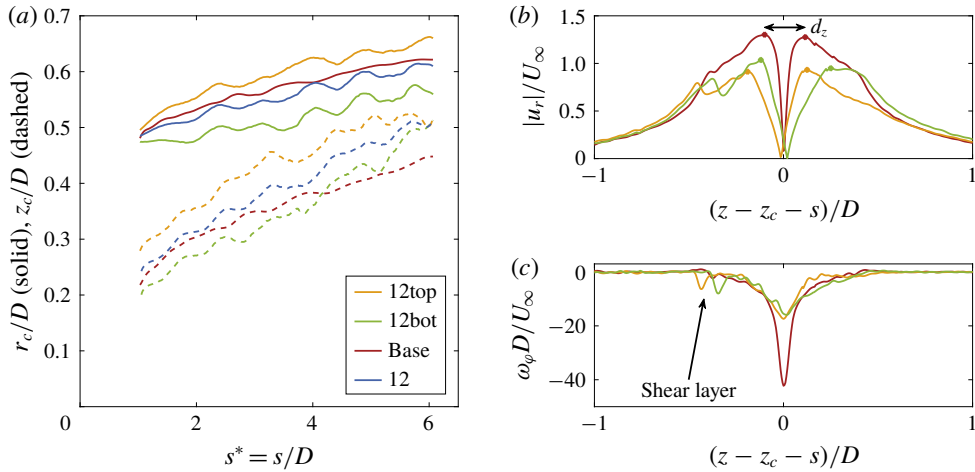 (a)
0.7
0.6
0.5
0.4
0.3
0.2
0.1
0
2
4
6
r_c/D (solid), z_c/D (dashed)
s* = s/D
12top
12bot
Base
12
(b)
1.5
1.0
0.5
0
−1
0
1
|u_r|/U_∞
d_z
(z − z_c − s)/D
(c)
0
−20
−40
−1
0
1
ω_φD/U_∞
Shear layer
(z − z_c − s)/D